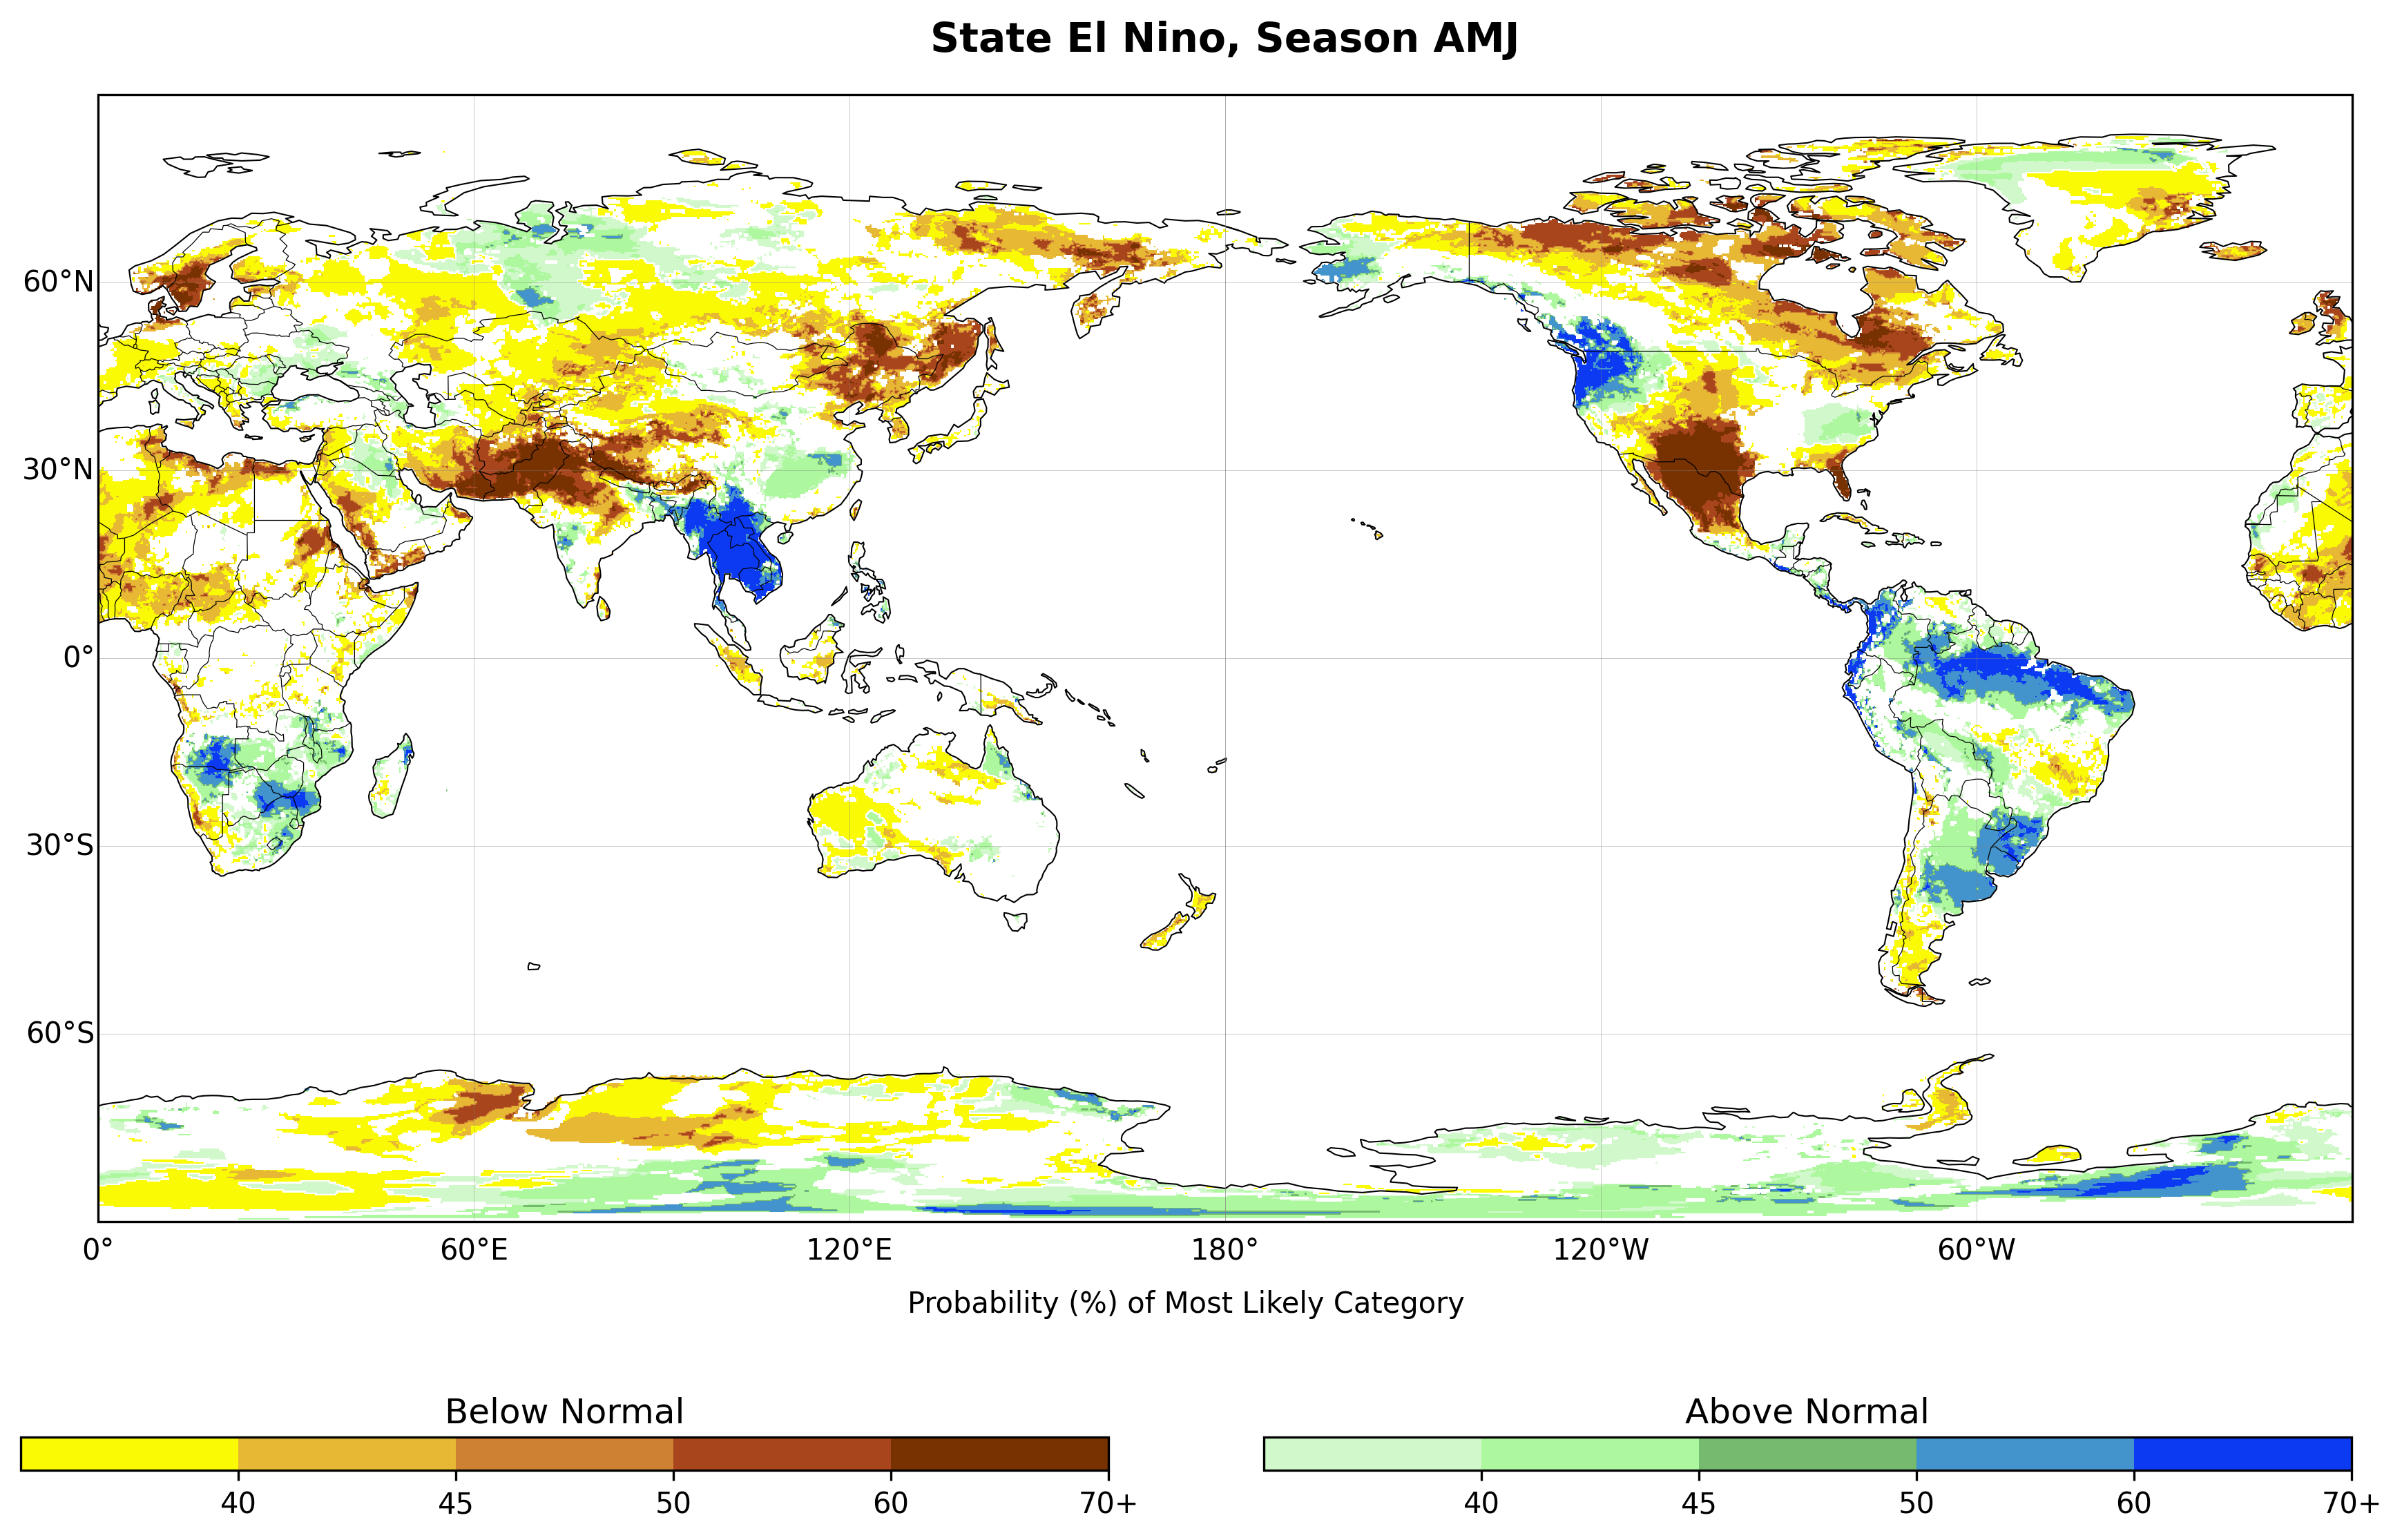 State El Nino, Season AMJ
60°N
30°N
0°
30°S
60°S
0° 60°E 120°E 180° 120°W 60°W
Probability (%) of Most Likely Category
Below Normal Above Normal
40 45 50 60 70+ 40 45 50 60 70+